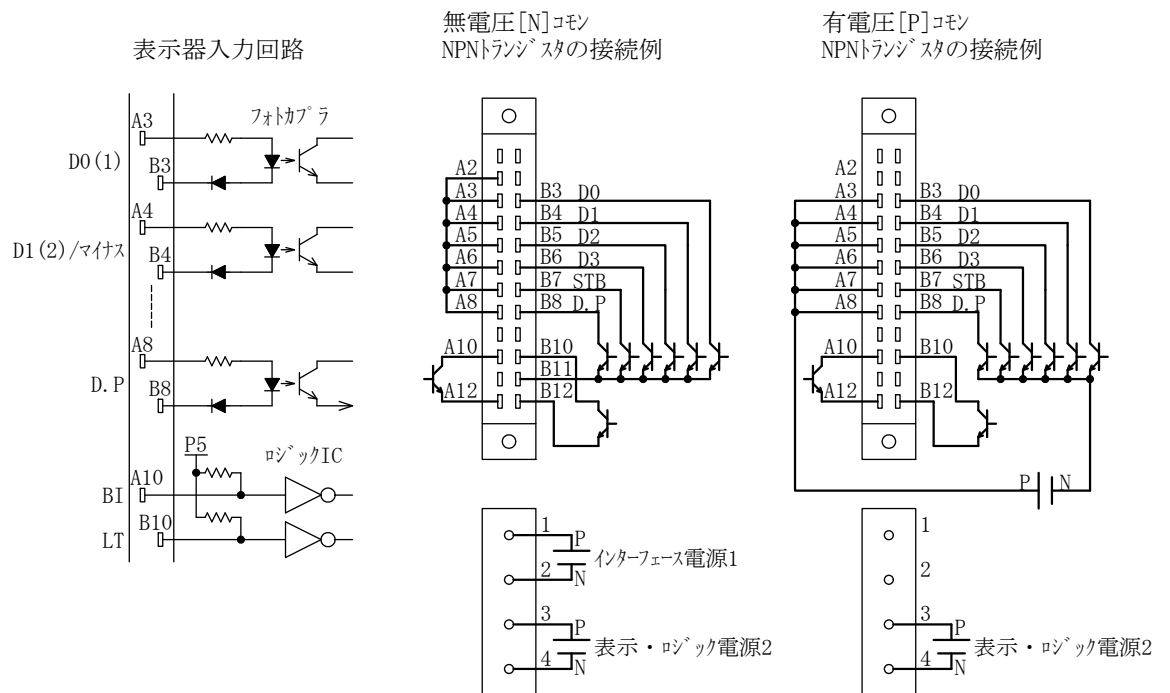 表示器入力回路
A3
フォトカプラ
D0(1)
B3
A4
D1(2)/マイナス
B4
A8
D.P
B8
P5
ロジックIC
A10
BI
B10
LT
無電圧[N]コモン
NPNトランジスタの接続例
A2
A3
B3 D0
A4
B4 D1
A5
B5 D2
A6
B6 D3
A7
B7 STB
A8
B8 D.P
A10
B10
B11
A12
B12
1
P
インターフェース電源1
2
N
3
P
表示・ロジック電源2
4
N
有電圧[P]コモン
NPNトランジスタの接続例
A2
A3
B3 D0
A4
B4 D1
A5
B5 D2
A6
B6 D3
A7
B7 STB
A8
B8 D.P
A10
B10
A12
B12
P N
1
2
3
P
表示・ロジック電源2
4
N